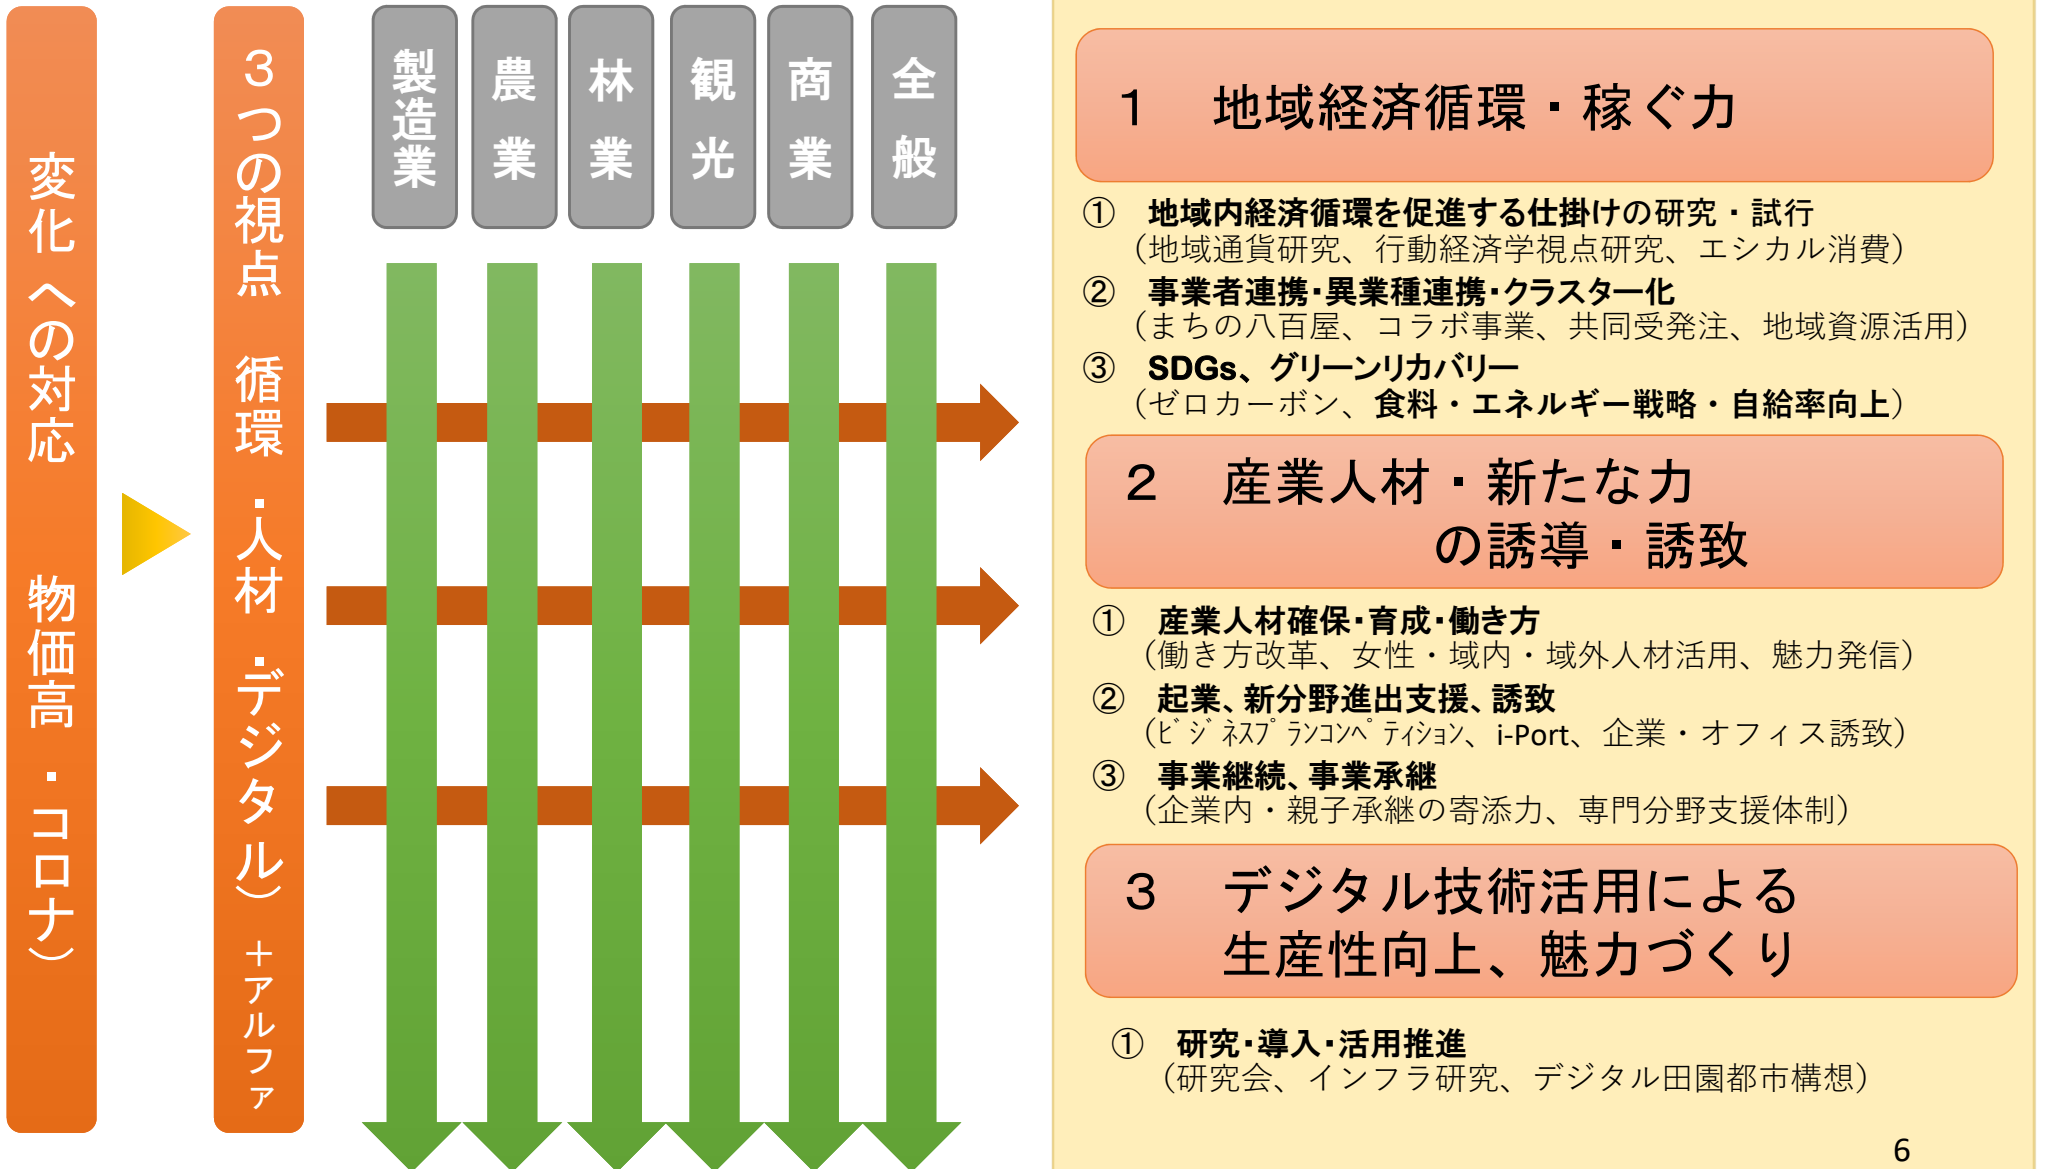 変化への対応　物価高・コロナ）
３つの視点　循環・人材・デジタル）＋アルファ
製造業
農業
林業
観光
商業
全般
１　地域経済循環・稼ぐ力
①　地域内経済循環を促進する仕掛けの研究・試行
（地域通貨研究、行動経済学視点研究、エシカル消費）
②　事業者連携・異業種連携・クラスター化
（まちの八百屋、コラボ事業、共同受発注、地域資源活用）
③　SDGs、グリーンリカバリー
（ゼロカーボン、食料・エネルギー戦略・自給率向上）
２　産業人材・新たな力
の誘導・誘致
①　産業人材確保・育成・働き方
（働き方改革、女性・域内・域外人材活用、魅力発信）
②　起業、新分野進出支援、誘致
（ﾋﾞｼﾞﾈｽﾌﾟﾗﾝｺﾝﾍﾟﾃｨｼｮﾝ、i-Port、企業・オフィス誘致）
③　事業継続、事業承継
（企業内・親子承継の寄添力、専門分野支援体制）
３　デジタル技術活用による
生産性向上、魅力づくり
①　研究・導入・活用推進
（研究会、インフラ研究、デジタル田園都市構想）
6